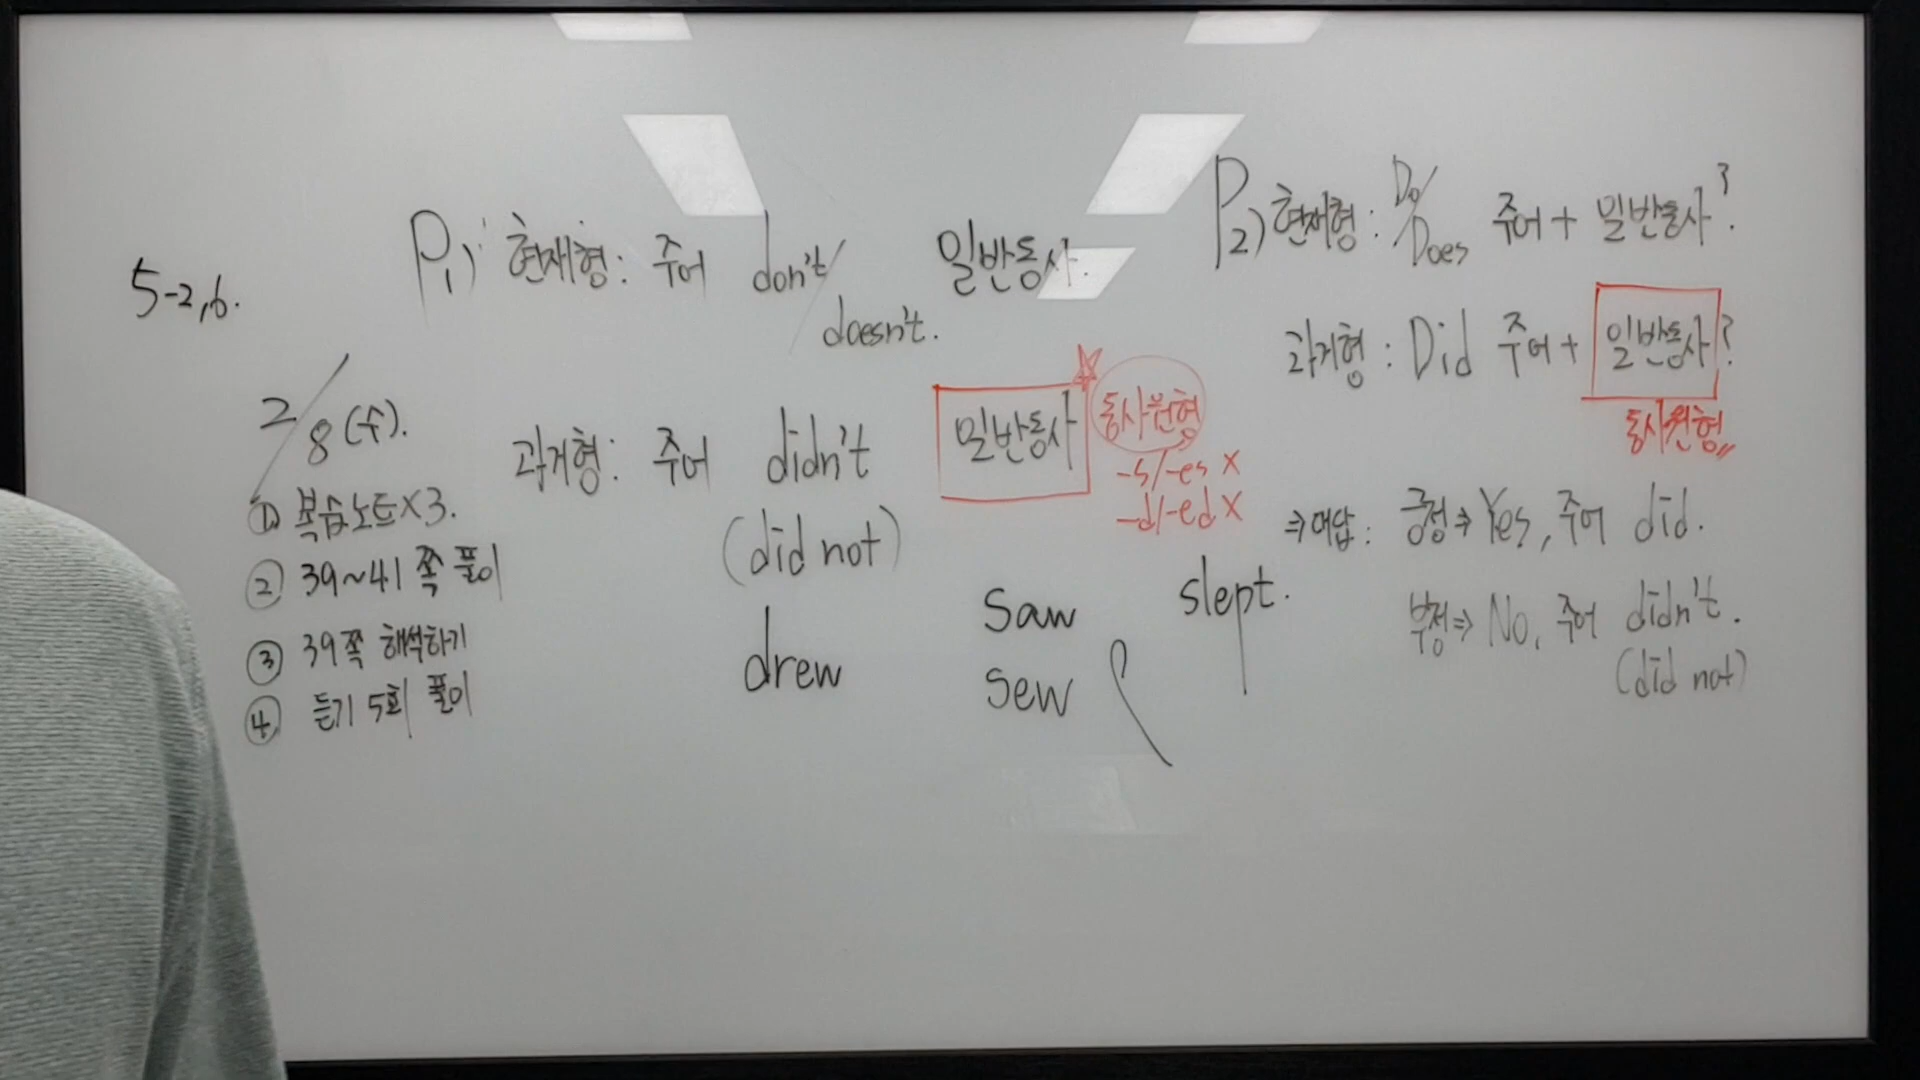 5-2,6.
2/8(수).
① 복습노트×3.
② 39~41 쪽 풀이
③ 39쪽 해석하기
④ 듣기 5회 풀이
P1) 현재형: 주어 don't/doesn't. 일반동사.
과거형: 주어 didn't 일반동사 동사원형
(did not)
-s/-es X
-d/-ed X
drew
saw
sew
slept.
P2) 현재형: Do/Does 주어 + 일반동사?
과거형: Did 주어 + 일반동사?
동사원형
⇒대답: 긍정⇒ Yes, 주어 did.
부정⇒ No, 주어 didn't.
(did not)